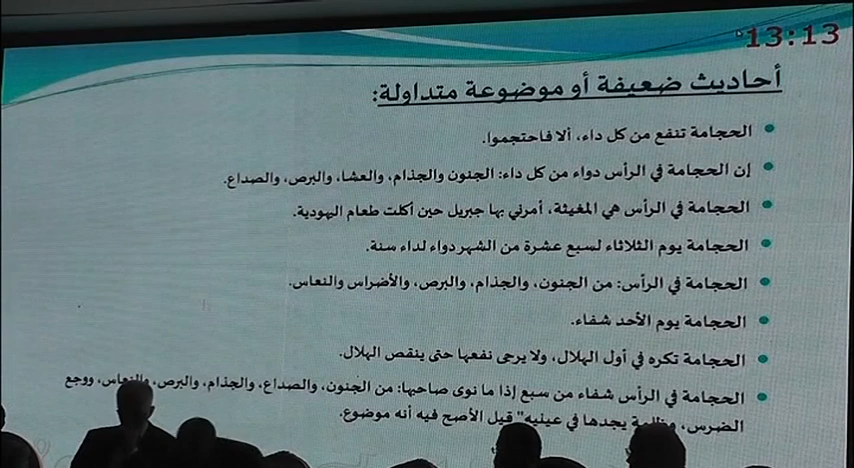 13:13
أحاديث ضعيفة أو موضوعة متداولة:
الحجامة تنفع من كل داء، ألا فاحتجموا.
إن الحجامة في الرأس دواء من كل داء: الجنون والجذام، والعشا، والبرص، والصداع.
الحجامة في الرأس هي المغيثة، أمرني بها جبريل حين أكلت طعام اليهودية.
الحجامة يوم الثلاثاء لسبع عشرة من الشهر دواء لداء سنة.
الحجامة في الرأس: من الجنون، والجذام، والبرص، والأضراس والنعاس.
الحجامة يوم الأحد شفاء.
الحجامة تكره في أول الهلال، ولا يرجى نفعها حتى ينقص الهلال.
الحجامة في الرأس شفاء من سبع إذا ما نوى صاحبها: من الجنون، والصداع، والجذام، والبرص، والنعاس، ووجع
الضرس، وظلمة يجدها في عينيه" قيل الأصح فيه أنه موضوع.